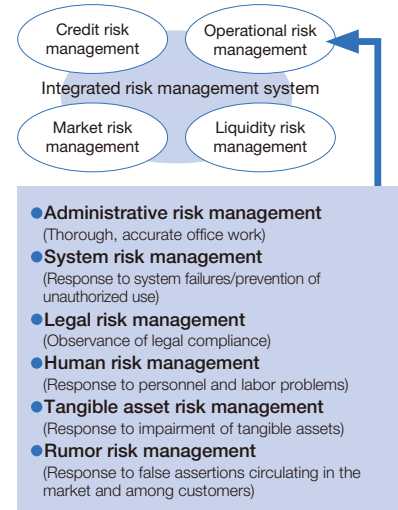 Credit risk
management
Operational risk
management
Integrated risk management system
Market risk
management
Liquidity risk
management
●Administrative risk management
(Thorough, accurate office work)
●System risk management
(Response to system failures/prevention of
unauthorized use)
●Legal risk management
(Observance of legal compliance)
●Human risk management
(Response to personnel and labor problems)
●Tangible asset risk management
(Response to impairment of tangible assets)
●Rumor risk management
(Response to false assertions circulating in the
market and among customers)